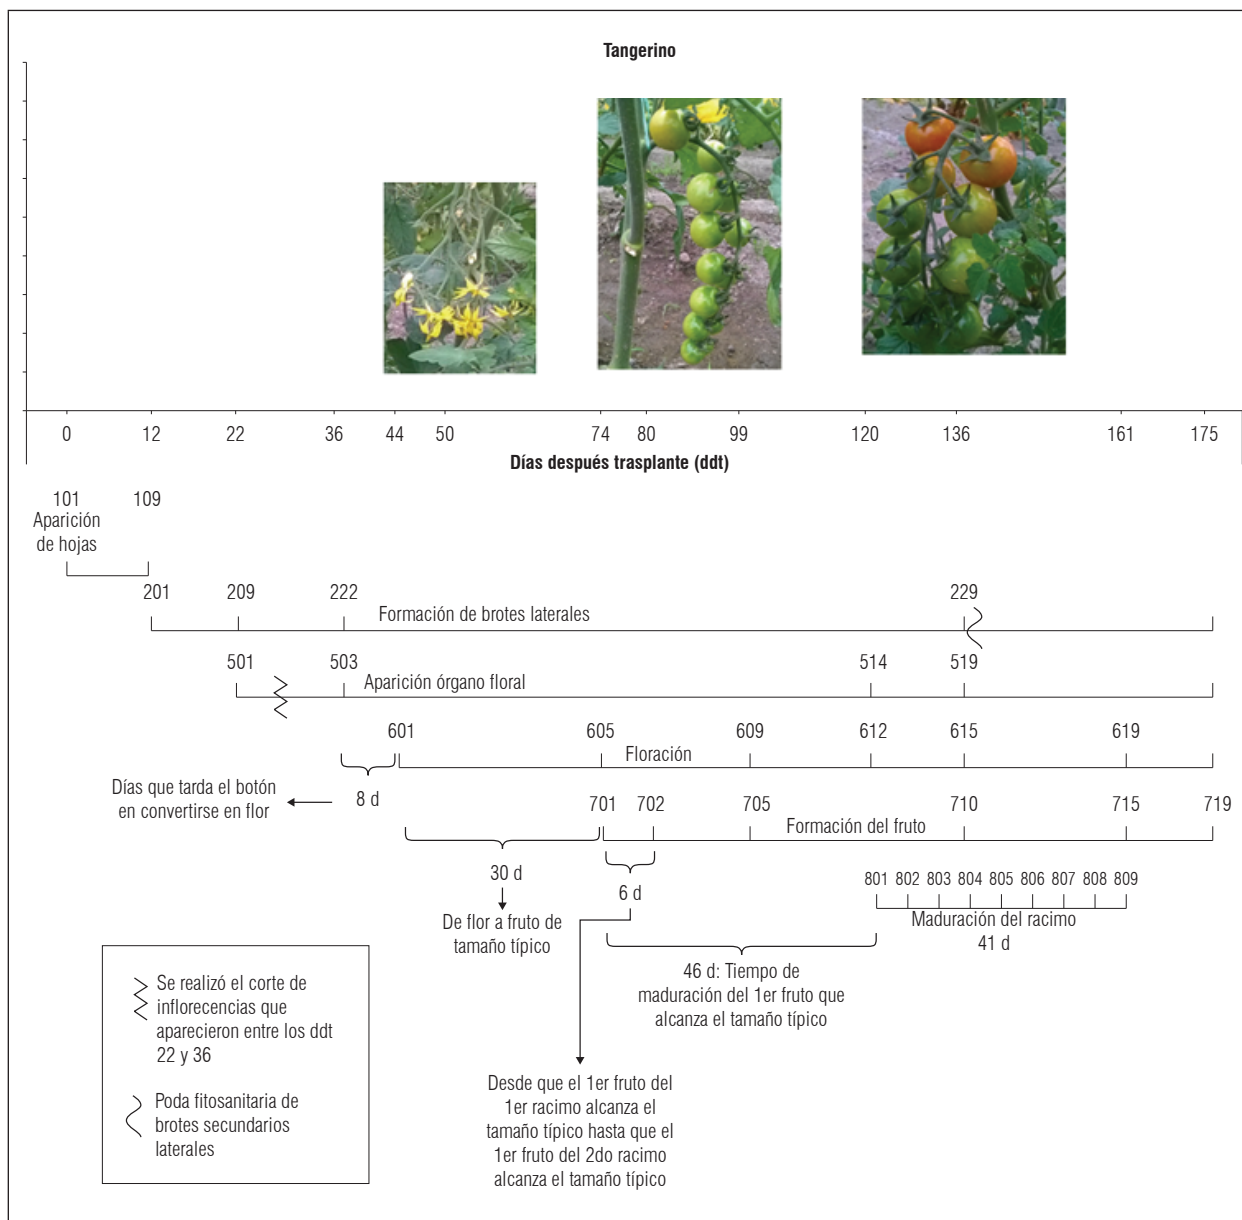 Tangerino
0 12 22 36 44 50 74 80 99 120 136 161 175
Días después trasplante (ddt)
101 109
Aparición
de hojas
201 209 222 229
Formación de brotes laterales
501 503 514 519
Aparición órgano floral
601 605 609 612 615 619
Floración
Días que tarda el botón
en convertirse en flor
8 d
701 702 705 710 715 719
Formación del fruto
30 d
De flor a fruto de
tamaño típico
6 d
801 802 803 804 805 806 807 808 809
Maduración del racimo
41 d
46 d: Tiempo de
maduración del 1er fruto que
alcanza el tamaño típico
Desde que el 1er fruto del
1er racimo alcanza el
tamaño típico hasta que el
1er fruto del 2do racimo
alcanza el tamaño típico
Se realizó el corte de
inflorecencias que
aparecieron entre los ddt
22 y 36
Poda fitosanitaria de
brotes secundarios
laterales